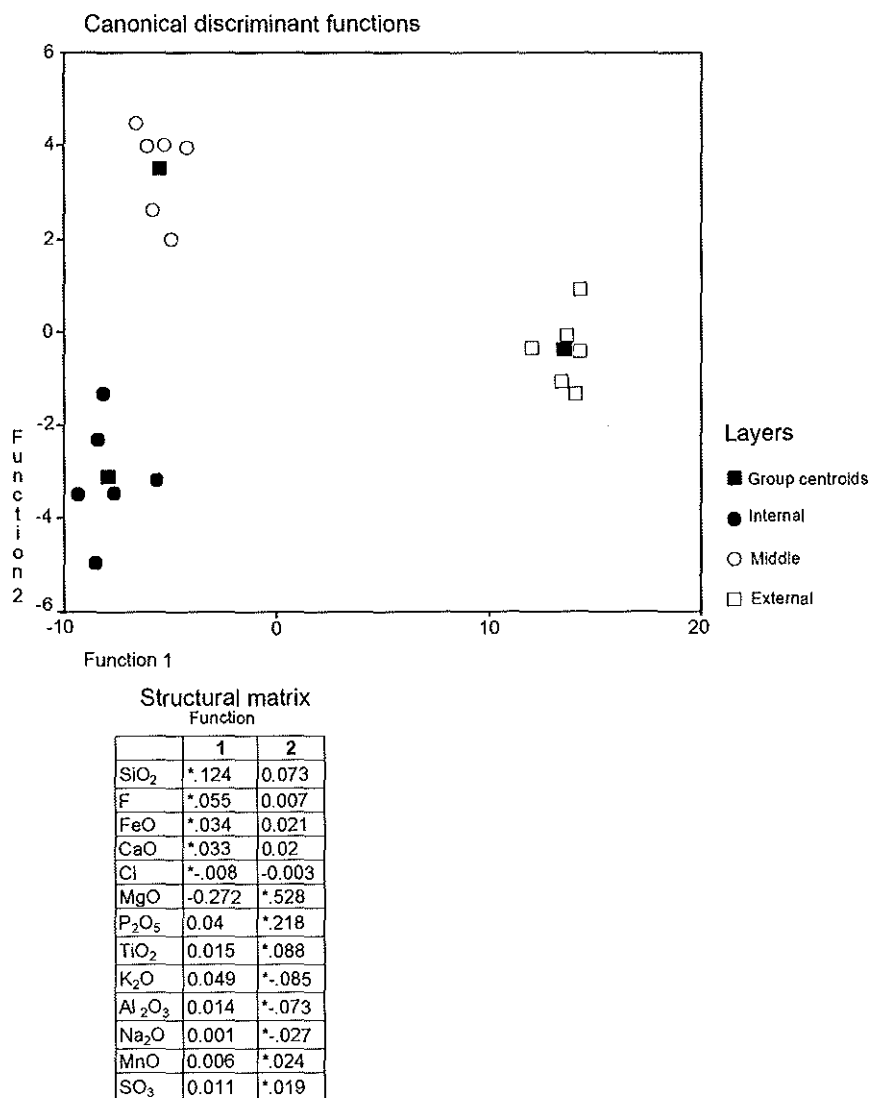 Canonical discriminant functions
6
4
2
0
-2
-4
-6
Function 2
-10
0
10
20
Function 1
Layers
Group centroids
Internal
Middle
External
Structural matrix
Function
1 2
SiO₂ *.124 0.073
F *.055 0.007
FeO *.034 0.021
CaO *.033 0.02
Cl *-.008 -0.003
MgO -0.272 *.528
P₂O₅ 0.04 *.218
TiO₂ 0.015 *.088
K₂O 0.049 *-.085
Al₂O₃ 0.014 *-.073
Na₂O 0.001 *-.027
MnO 0.006 *.024
SO₃ 0.011 *.019